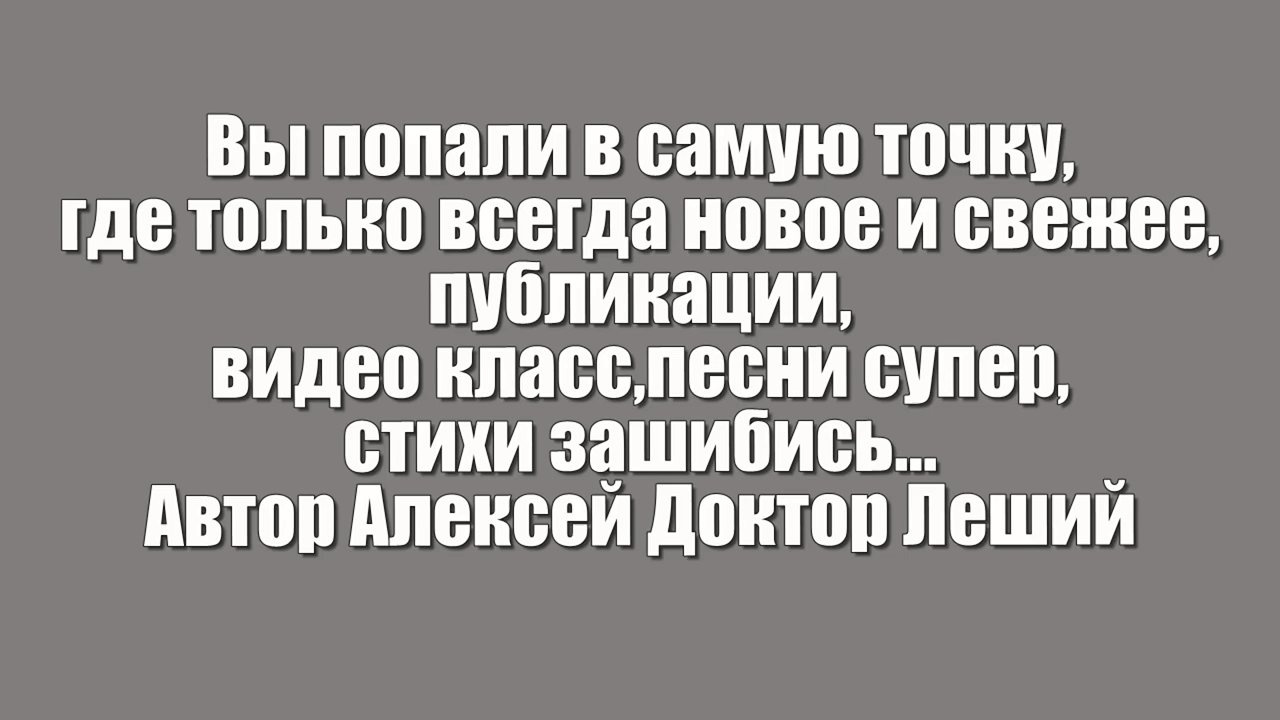 Вы попали в самую точку,
где только всегда новое и свежее,
публикации,
видео класс,песни супер,
стихи зашибись...
Автор Алексей Доктор Леший